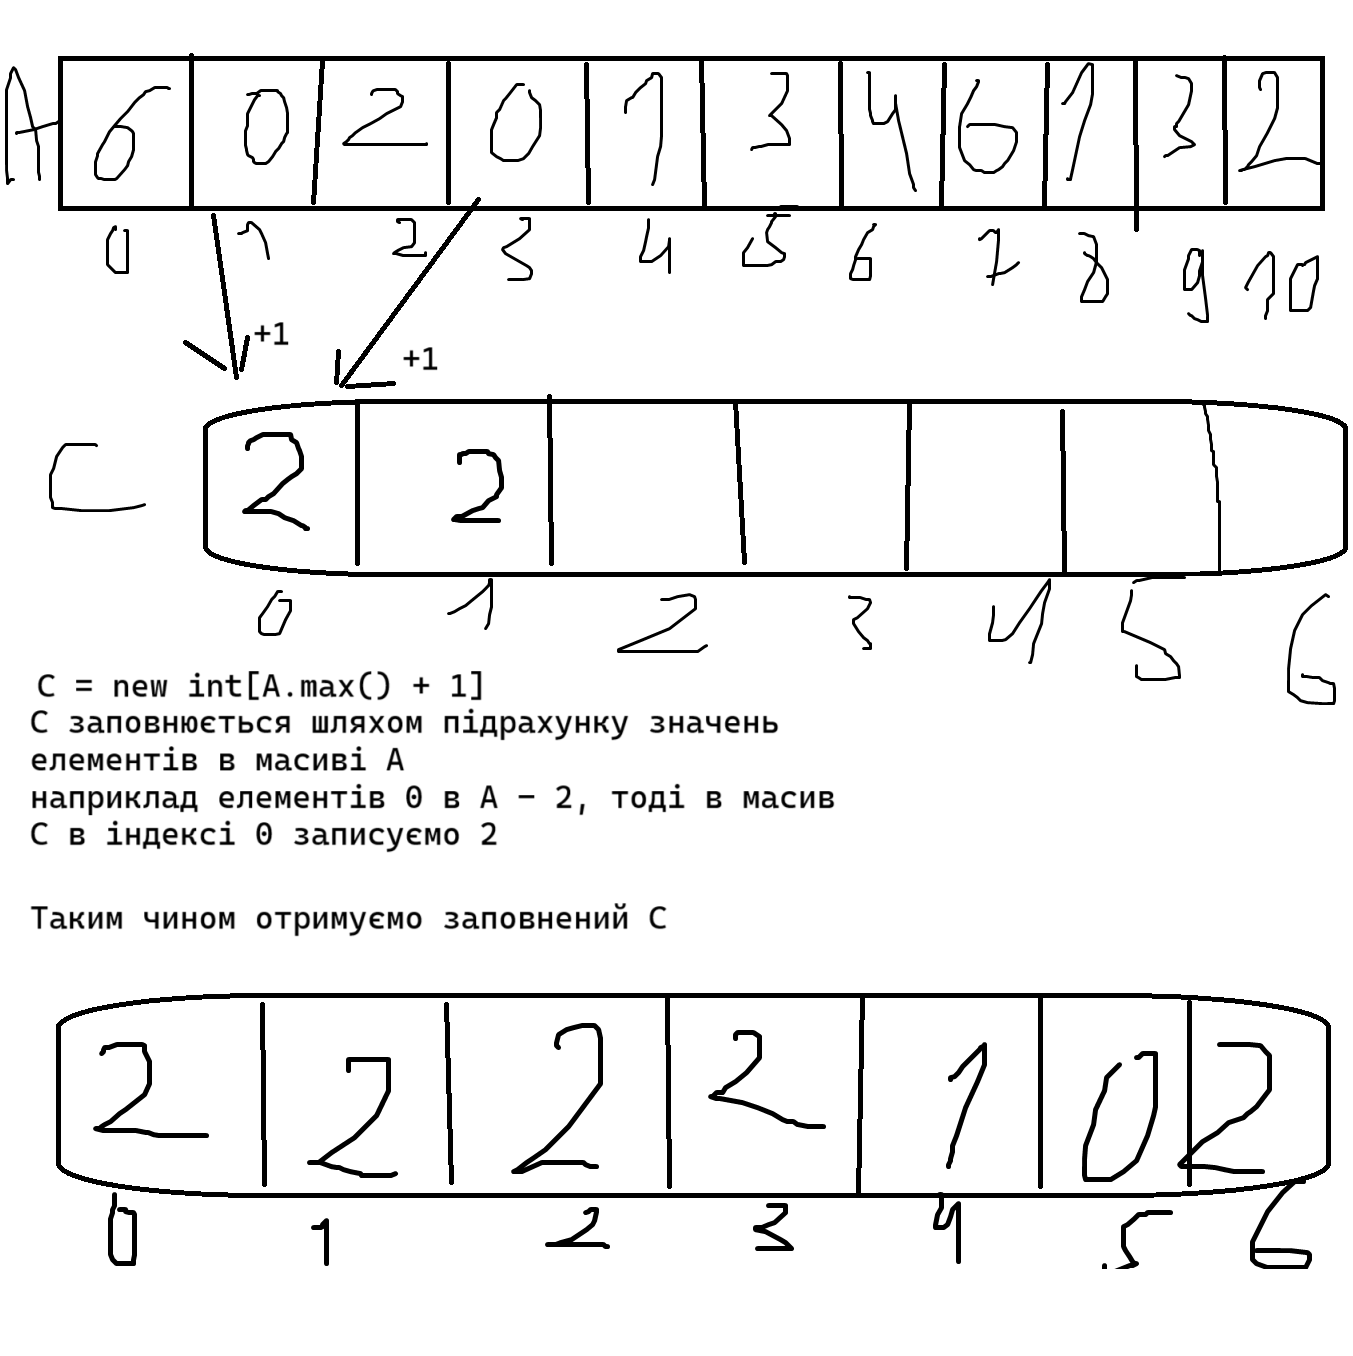 A 6 0 2 0 1 3 4 6 1 3 2
0 1 2 3 4 5 6 7 8 9 10
+1
+1
C 2 2
0 1 2 3 4 5 6
C = new int[A.max() + 1]
C заповнюється шляхом підрахунку значень
елементів в масиві A
наприклад елементів 0 в A − 2, тоді в масив
C в індексі 0 записуємо 2
Таким чином отримуємо заповнений C
2 2 2 2 1 0 2
0 1 2 3 4 5 6